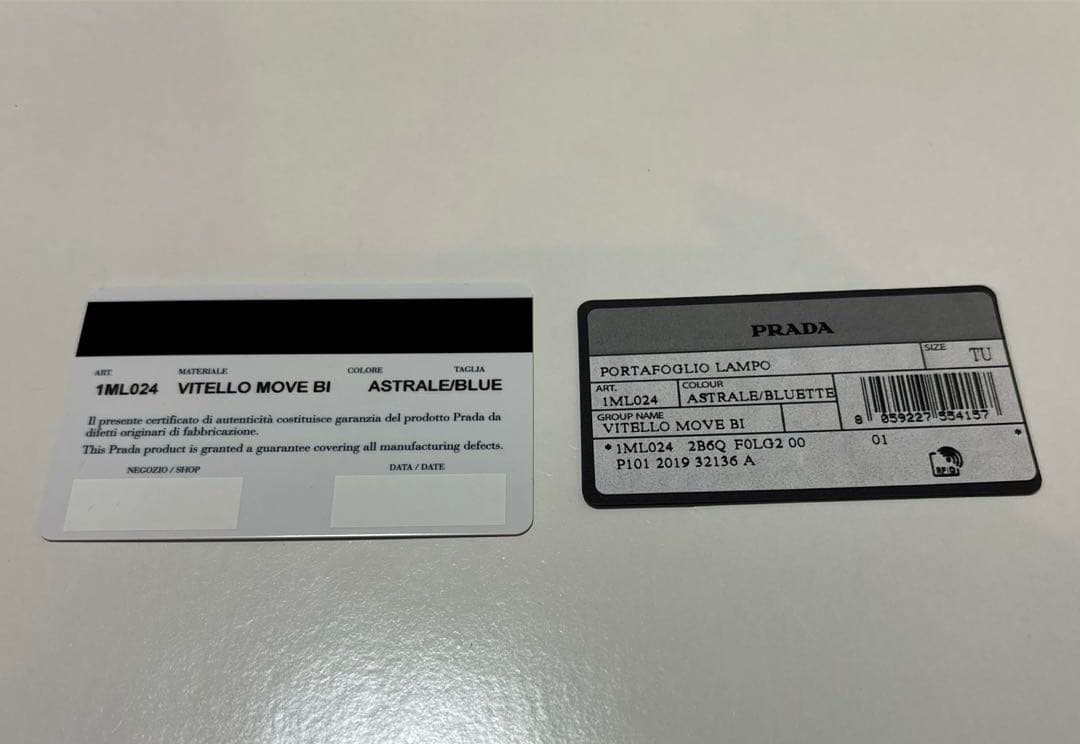 ART. MATERIALE COLORE TAGLIA
1ML024 VITELLO MOVE BI ASTRALE/BLUE
Il presente certificato di autenticità costituisce garanzia del prodotto Prada da
difetti originari di fabbricazione.
This Prada product is granted a guarantee covering all manufacturing defects.
NEGOZIO / SHOP DATA / DATE
PRADA
PORTAFOGLIO LAMPO
SIZE TU
ART. COLOUR
1ML024 ASTRALE/BLUETTE
GROUP NAME
VITELLO MOVE BI
8 059227 554157
*1ML024 2B6Q F0LG2 00 01 *
P101 2019 32136 A
RFID